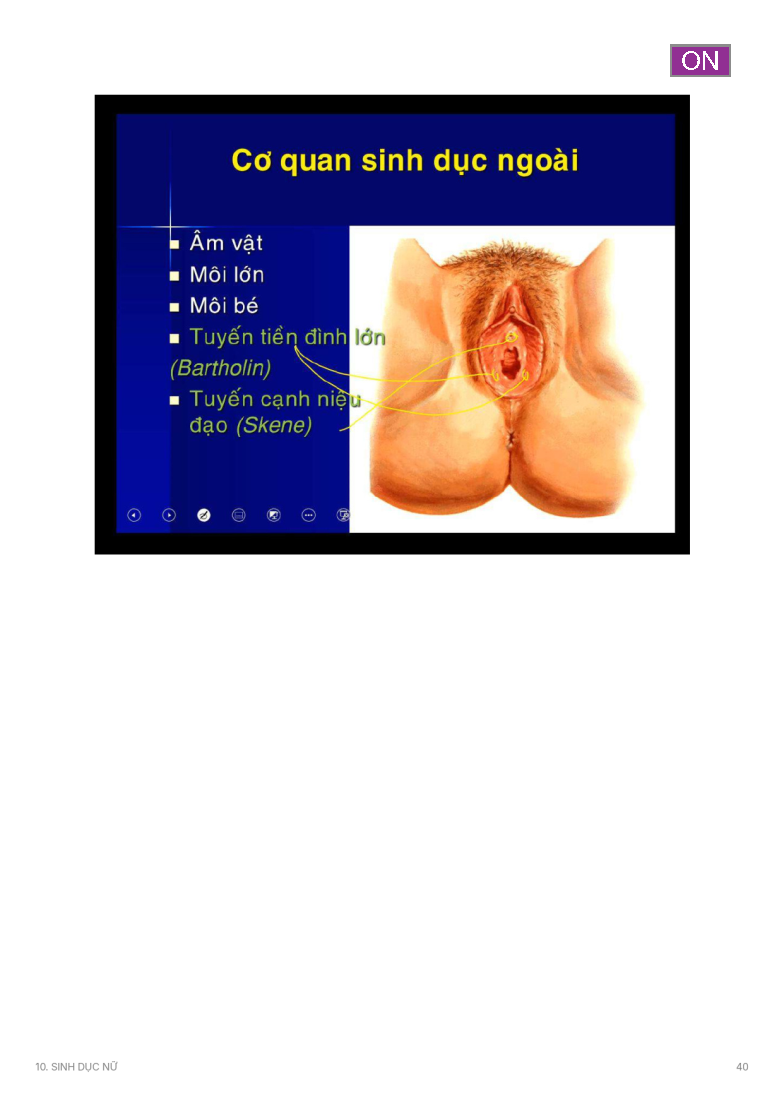 ON
Cơ quan sinh dục ngoài
Âm vật
Môi lớn
Môi bé
Tuyến tiền đình lớn
(Bartholin)
Tuyến cạnh niệu
đạo (Skene)
10. SINH DỤC NỮ
40